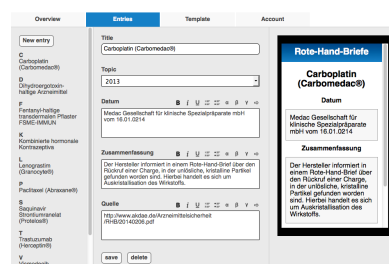 Overview
Entries
Template
Account
New entry
C
Carboplatin
(Carbomedac®)
D
Dihydroergotoxin-
haltige Arzneimittel
F
Fentanyl-haltige
transdermalen Pflaster
FSME-IMMUN
K
Kombinierte hormonale
Kontrazeptiva
L
Lenograstim
(Granocyte®)
P
Paclitaxel (Abraxane®)
S
Saquinavir
Strontiumranelat
(Protelos®)
T
Trastuzumab
(Herceptin®)
V
Title
Carboplatin (Carbomedac®)
Topic
2013
Datum
B i U
Medac Gesellschaft für klinische Spezialpräparate mbH
vom 16.01.0214
Zusammenfassung
B i U
Der Hersteller informiert in einem Rote-Hand-Brief über den
Rückruf einer Charge, in der unlösliche, kristalline Partikel
gefunden worden sind. Hierbei handelt es sich um
Auskristallisation des Wirkstoffs.
Quelle
B i U
http://www.akdae.de/Arzneimittelsicherheit
/RHB/20140206.pdf
save
delete
Rote-Hand-Briefe
Carboplatin
(Carbomedac®)
Datum
Medac Gesellschaft für
klinische Spezialpräparate
mbH vom 16.01.0214
Zusammenfassung
Der Hersteller informiert in
einem Rote-Hand-Brief über
den Rückruf einer Charge,
in der unlösliche, kristalline
Partikel gefunden worden
sind. Hierbei handelt es sich
um Auskristallisation des
Wirkstoffs.